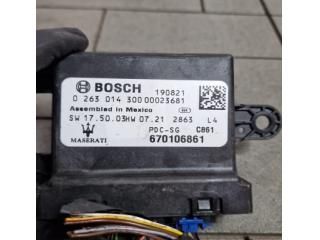 BOSCH 190821
0 263 014 300 00023681
Assembled in Mexico
SW 17.50.03HW 07.21 2863 L4
PDC-SG C861
MASERATI 670106861